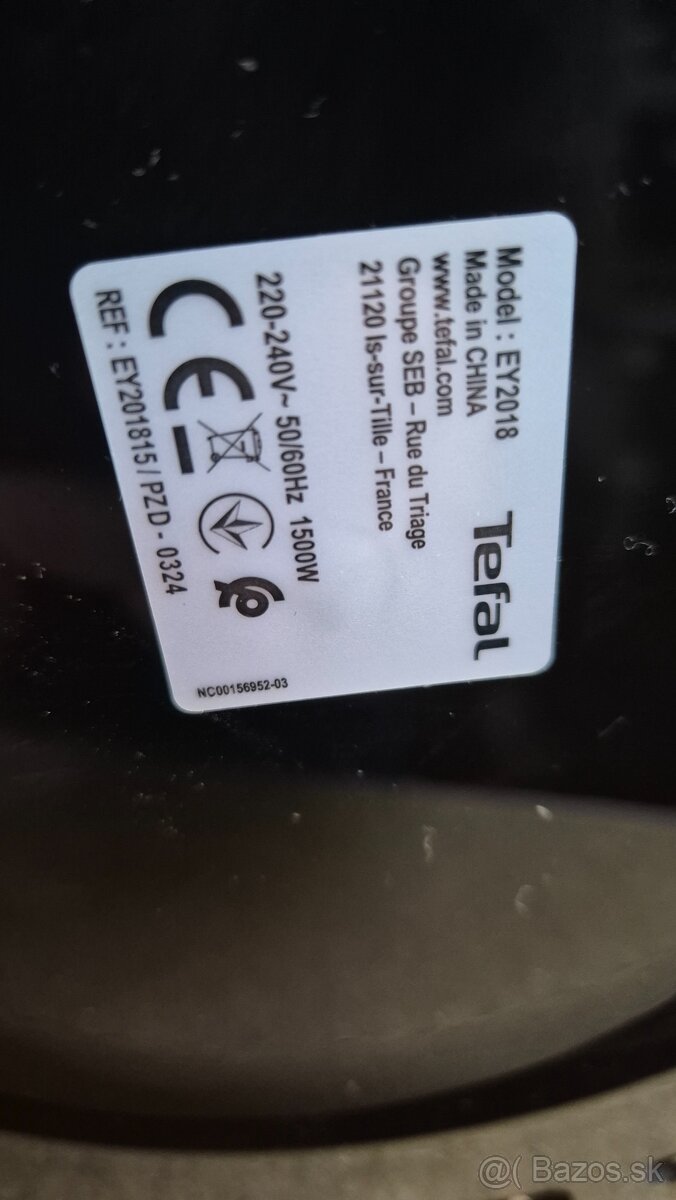 Model : EY2018
Made in CHINA
www.tefal.com
Groupe SEB – Rue du Triage
21120 Is-sur-Tille – France
Tefal
220-240V~ 50/60Hz 1500W
CE
REF : EY201815 / PZD - 0324
NC00156952-03
@( Bazos.sk